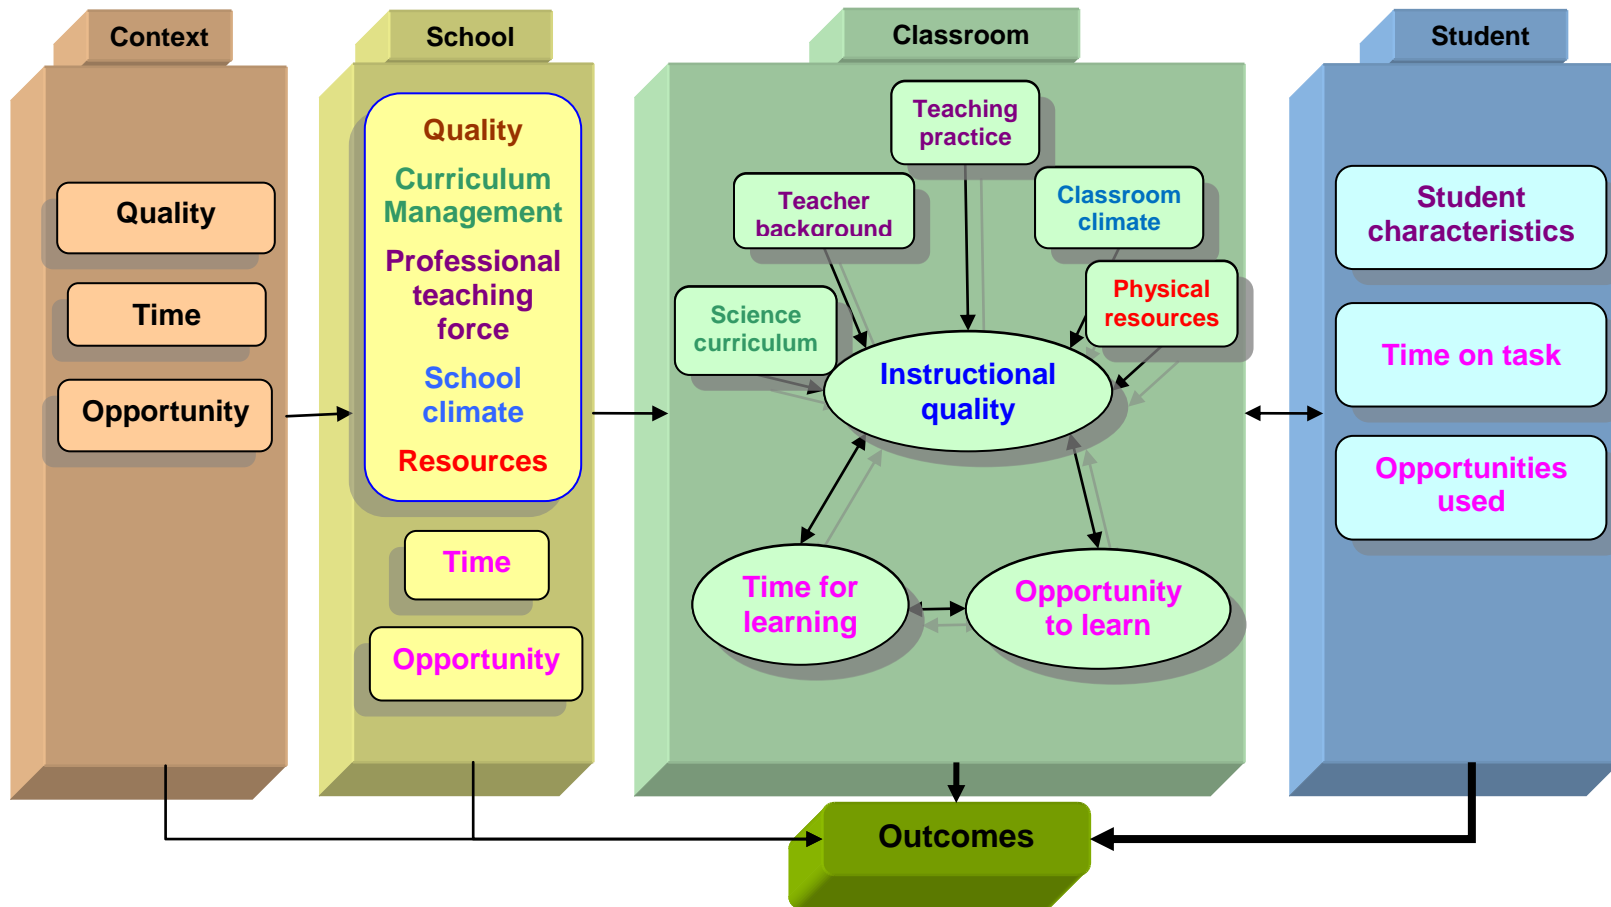 Context
Quality
Time
Opportunity
School
Quality
Curriculum
Management
Professional
teaching
force
School
climate
Resources
Time
Opportunity
Classroom
Teaching
practice
Teacher
background
Classroom
climate
Science
curriculum
Physical
resources
Instructional
quality
Time for
learning
Opportunity
to learn
Student
Student
characteristics
Time on task
Opportunities
used
Outcomes